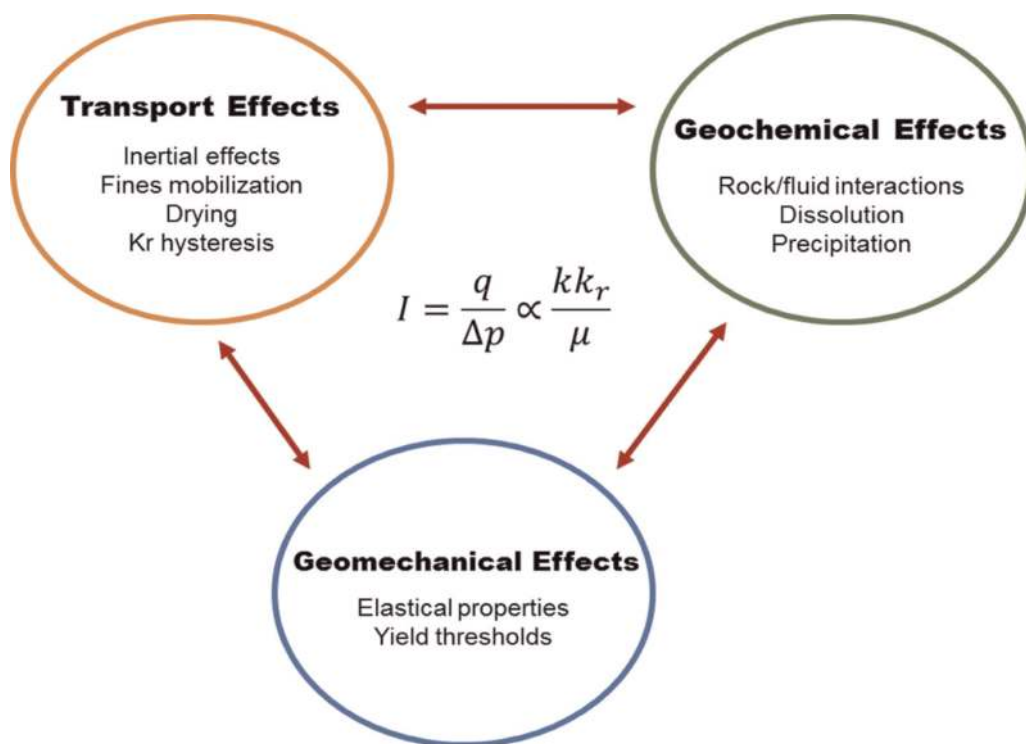 Transport Effects
Inertial effects
Fines mobilization
Drying
Kr hysteresis
Geochemical Effects
Rock/fluid interactions
Dissolution
Precipitation
I = q/Δp ∝ kk_r/μ
Geomechanical Effects
Elastical properties
Yield thresholds